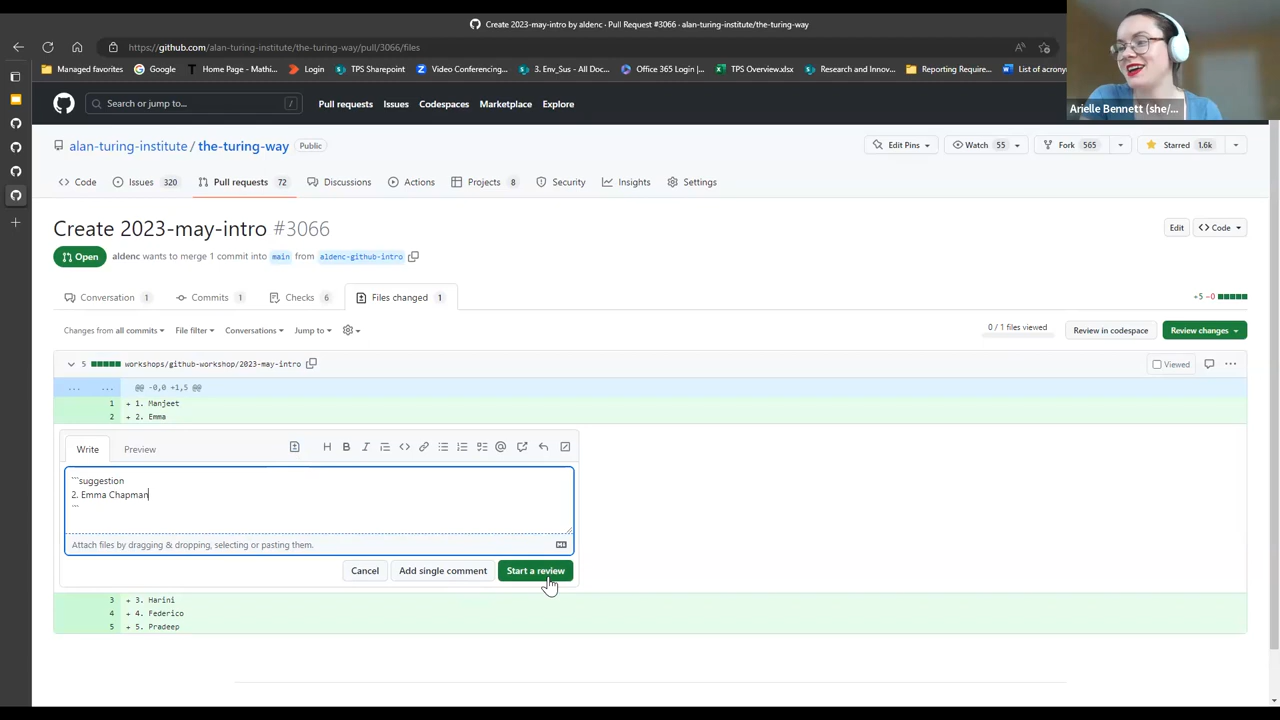 Create 2023-may-intro by aldenc · Pull Request #3066 · alan-turing-institute/the-turing-way
https://github.com/alan-turing-institute/the-turing-way/pull/3066/files
Managed favorites Google Home Page - Mathi... Login TPS Sharepoint Video Conferencing... 3. Env_Sus - All Doc... Office 365 Login |... TPS Overview.xlsx Research and Innov... Reporting Require... List of acrony
Arielle Bennett (she/...
Search or jump to... / Pull requests Issues Codespaces Marketplace Explore
alan-turing-institute / the-turing-way Public Edit Pins Watch 55 Fork 565 Starred 1.6k
Code Issues 320 Pull requests 72 Discussions Actions Projects 8 Security Insights Settings
Create 2023-may-intro #3066 Edit Code
Open aldenc wants to merge 1 commit into main from aldenc-github-intro
Conversation 1 Commits 1 Checks 6 Files changed 1 +5 −0
Changes from all commits File filter Conversations Jump to 0 / 1 files viewed Review in codespace Review changes
5 workshops/github-workshop/2023-may-intro Viewed
... ... @@ -0,0 +1,5 @@
1 + 1. Manjeet
2 + 2. Emma
Write Preview
```suggestion
2. Emma Chapman
```
Attach files by dragging & dropping, selecting or pasting them.
Cancel Add single comment Start a review
3 + 3. Harini
4 + 4. Federico
5 + 5. Pradeep